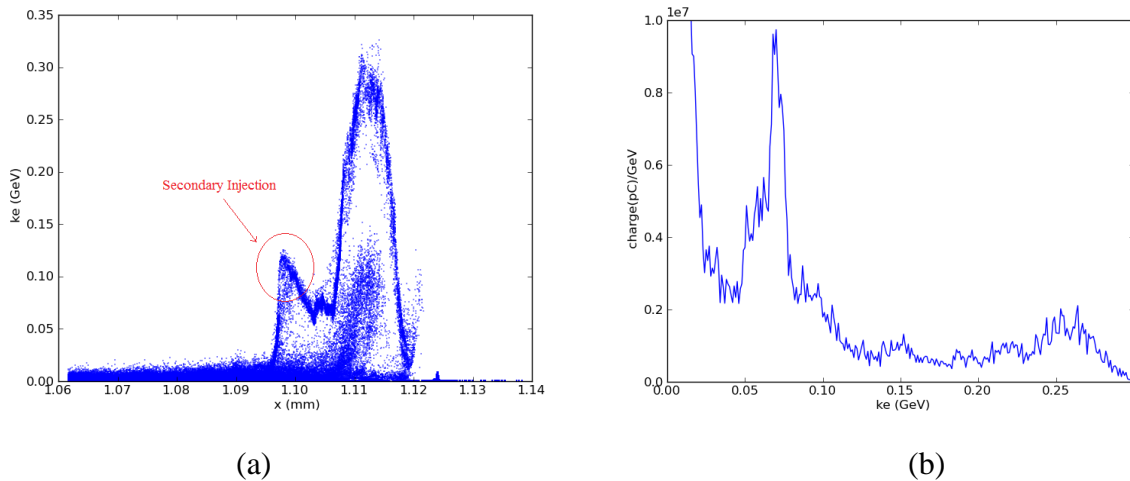 0.35
0.30
0.25
0.20
0.15
0.10
0.05
0.00
ke (GeV)
Secondary Injection
1.06 1.07 1.08 1.09 1.10 1.11 1.12 1.13 1.14
x (mm)
(a)
1e7
1.0
0.8
0.6
0.4
0.2
0.0
charge(pC)/GeV
0.00 0.05 0.10 0.15 0.20 0.25
ke (GeV)
(b)